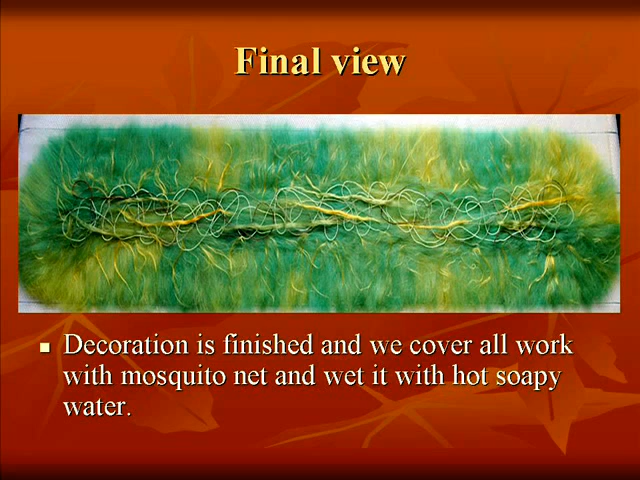 Final view
Decoration is finished and we cover all work
with mosquito net and wet it with hot soapy
water.